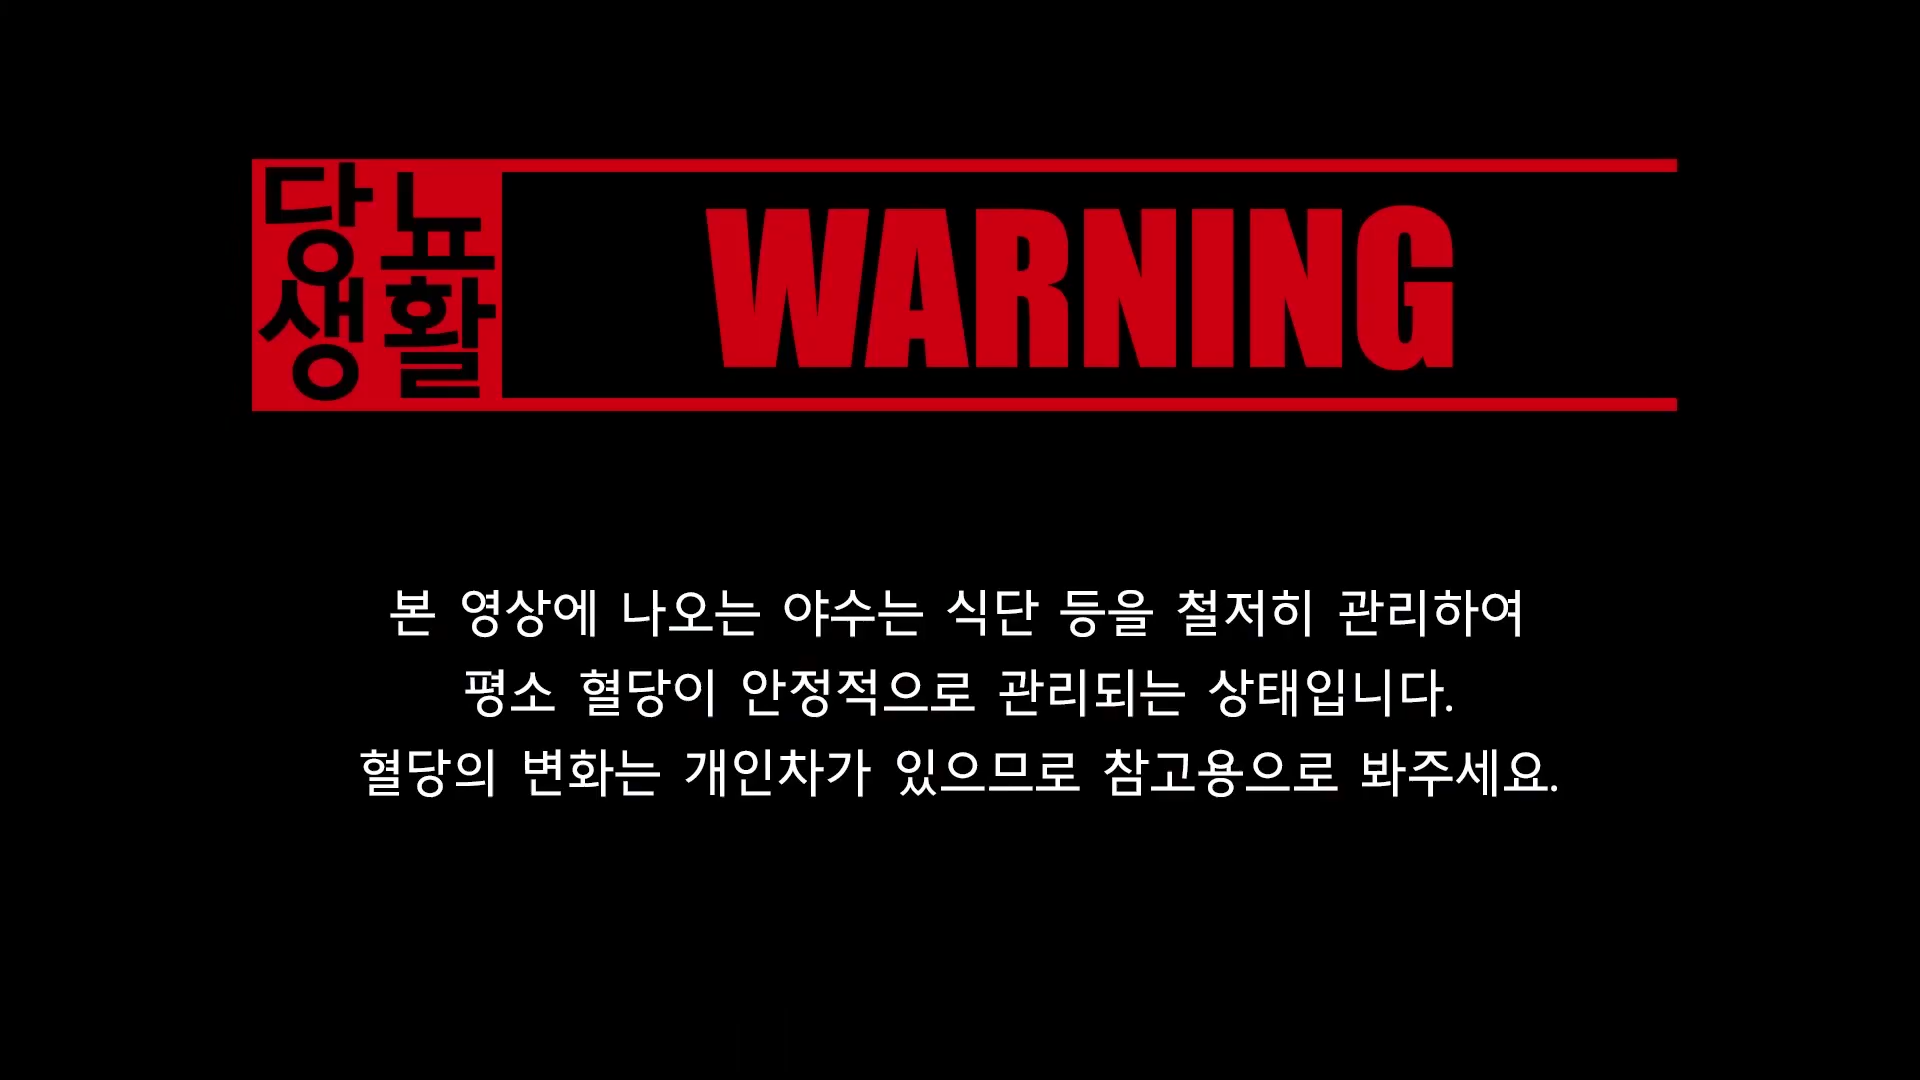 당뇨
생활
WARNING
본 영상에 나오는 야수는 식단 등을 철저히 관리하여
평소 혈당이 안정적으로 관리되는 상태입니다.
혈당의 변화는 개인차가 있으므로 참고용으로 봐주세요.